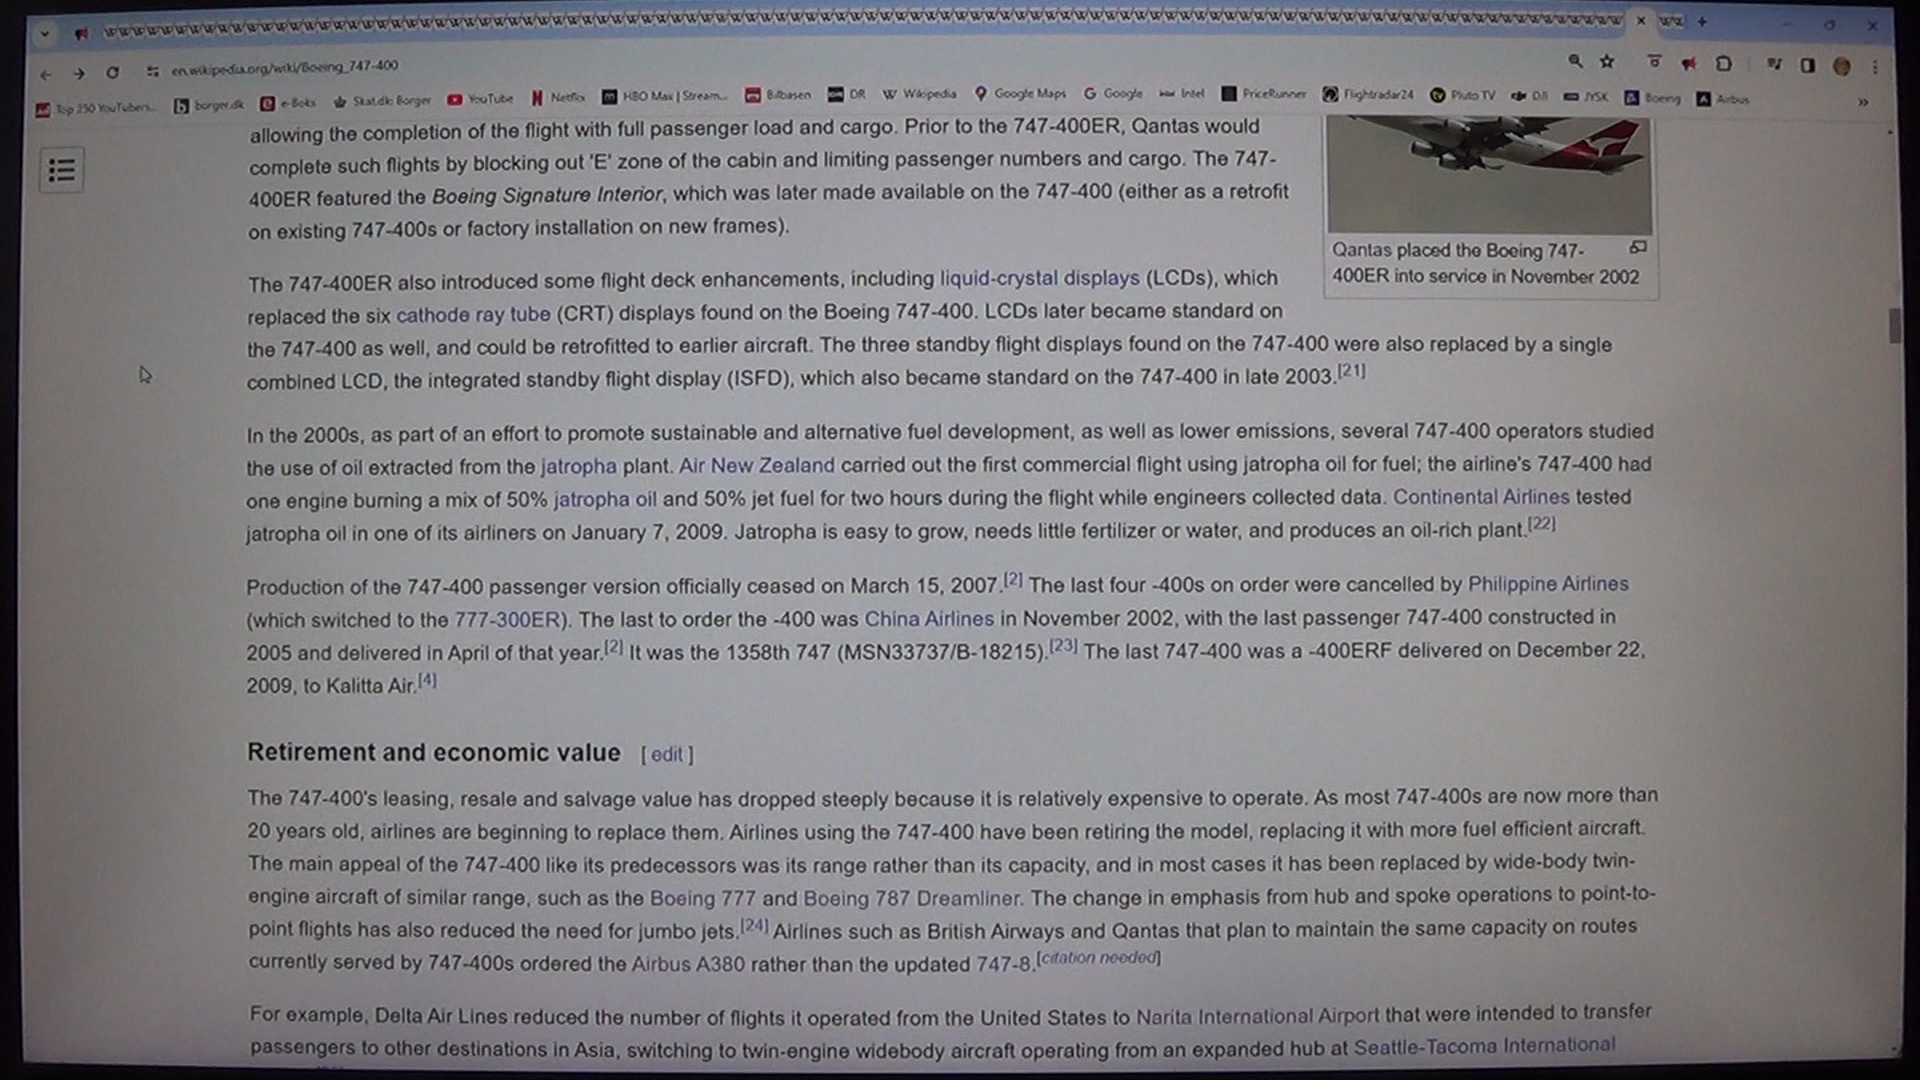 en.wikipedia.org/wiki/Boeing_747-400
Top 250 YouTubers... borger.dk e-Boks Skat.dk: Borger YouTube Netflix HBO Max | Stream... Bilbasen DR Wikipedia Google Maps Google Intel PriceRunner Flightradar24 Pluto TV DJI JYSK Boeing Airbus »
allowing the completion of the flight with full passenger load and cargo. Prior to the 747-400ER, Qantas would
complete such flights by blocking out 'E' zone of the cabin and limiting passenger numbers and cargo. The 747-
400ER featured the Boeing Signature Interior, which was later made available on the 747-400 (either as a retrofit
on existing 747-400s or factory installation on new frames).
Qantas placed the Boeing 747-
400ER into service in November 2002
The 747-400ER also introduced some flight deck enhancements, including liquid-crystal displays (LCDs), which
replaced the six cathode ray tube (CRT) displays found on the Boeing 747-400. LCDs later became standard on
the 747-400 as well, and could be retrofitted to earlier aircraft. The three standby flight displays found on the 747-400 were also replaced by a single
combined LCD, the integrated standby flight display (ISFD), which also became standard on the 747-400 in late 2003.[21]
In the 2000s, as part of an effort to promote sustainable and alternative fuel development, as well as lower emissions, several 747-400 operators studied
the use of oil extracted from the jatropha plant. Air New Zealand carried out the first commercial flight using jatropha oil for fuel; the airline's 747-400 had
one engine burning a mix of 50% jatropha oil and 50% jet fuel for two hours during the flight while engineers collected data. Continental Airlines tested
jatropha oil in one of its airliners on January 7, 2009. Jatropha is easy to grow, needs little fertilizer or water, and produces an oil-rich plant.[22]
Production of the 747-400 passenger version officially ceased on March 15, 2007.[2] The last four -400s on order were cancelled by Philippine Airlines
(which switched to the 777-300ER). The last to order the -400 was China Airlines in November 2002, with the last passenger 747-400 constructed in
2005 and delivered in April of that year.[2] It was the 1358th 747 (MSN33737/B-18215).[23] The last 747-400 was a -400ERF delivered on December 22,
2009, to Kalitta Air.[4]
Retirement and economic value [ edit ]
The 747-400's leasing, resale and salvage value has dropped steeply because it is relatively expensive to operate. As most 747-400s are now more than
20 years old, airlines are beginning to replace them. Airlines using the 747-400 have been retiring the model, replacing it with more fuel efficient aircraft.
The main appeal of the 747-400 like its predecessors was its range rather than its capacity, and in most cases it has been replaced by wide-body twin-
engine aircraft of similar range, such as the Boeing 777 and Boeing 787 Dreamliner. The change in emphasis from hub and spoke operations to point-to-
point flights has also reduced the need for jumbo jets.[24] Airlines such as British Airways and Qantas that plan to maintain the same capacity on routes
currently served by 747-400s ordered the Airbus A380 rather than the updated 747-8.[citation needed]
For example, Delta Air Lines reduced the number of flights it operated from the United States to Narita International Airport that were intended to transfer
passengers to other destinations in Asia, switching to twin-engine widebody aircraft operating from an expanded hub at Seattle-Tacoma International